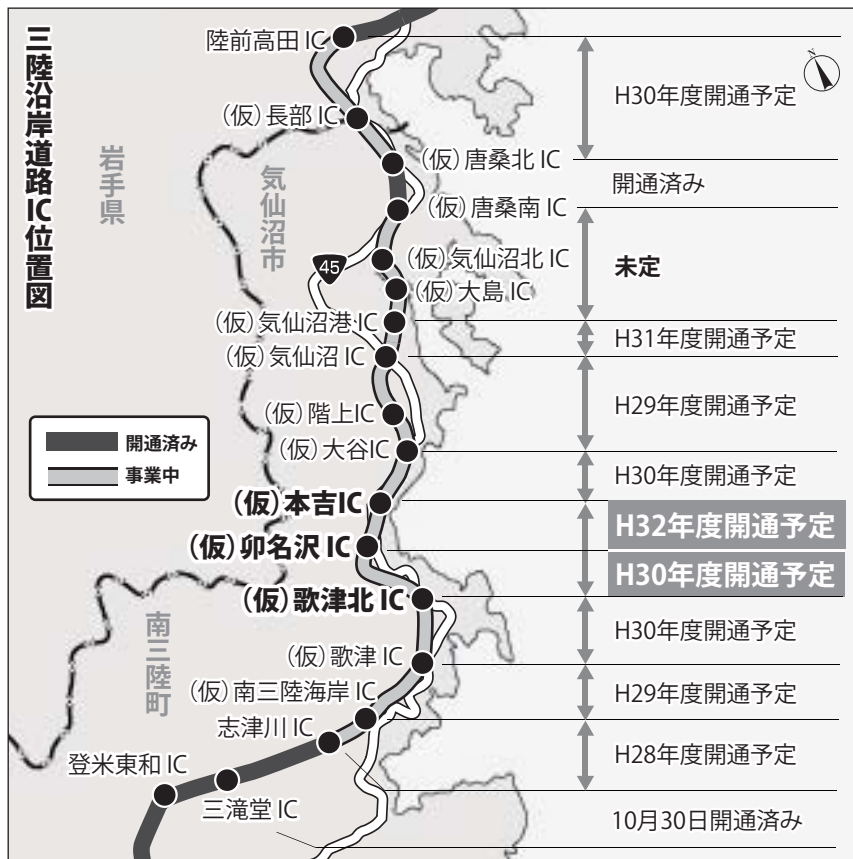 三陸沿岸道路IC位置図
岩手県
気仙沼市
南三陸町
N
45
陸前高田 IC
(仮)長部 IC
(仮)唐桑北 IC
(仮)唐桑南 IC
(仮)気仙沼北 IC
(仮)大島 IC
(仮)気仙沼港 IC
(仮)気仙沼 IC
(仮)階上IC
(仮)大谷IC
(仮)本吉IC
(仮)卯名沢 IC
(仮)歌津北 IC
(仮)歌津 IC
(仮)南三陸海岸 IC
志津川 IC
登米東和 IC
三滝堂 IC
開通済み
事業中
H30年度開通予定
開通済み
未定
H31年度開通予定
H29年度開通予定
H30年度開通予定
H32年度開通予定
H30年度開通予定
H30年度開通予定
H29年度開通予定
H28年度開通予定
10月30日開通済み